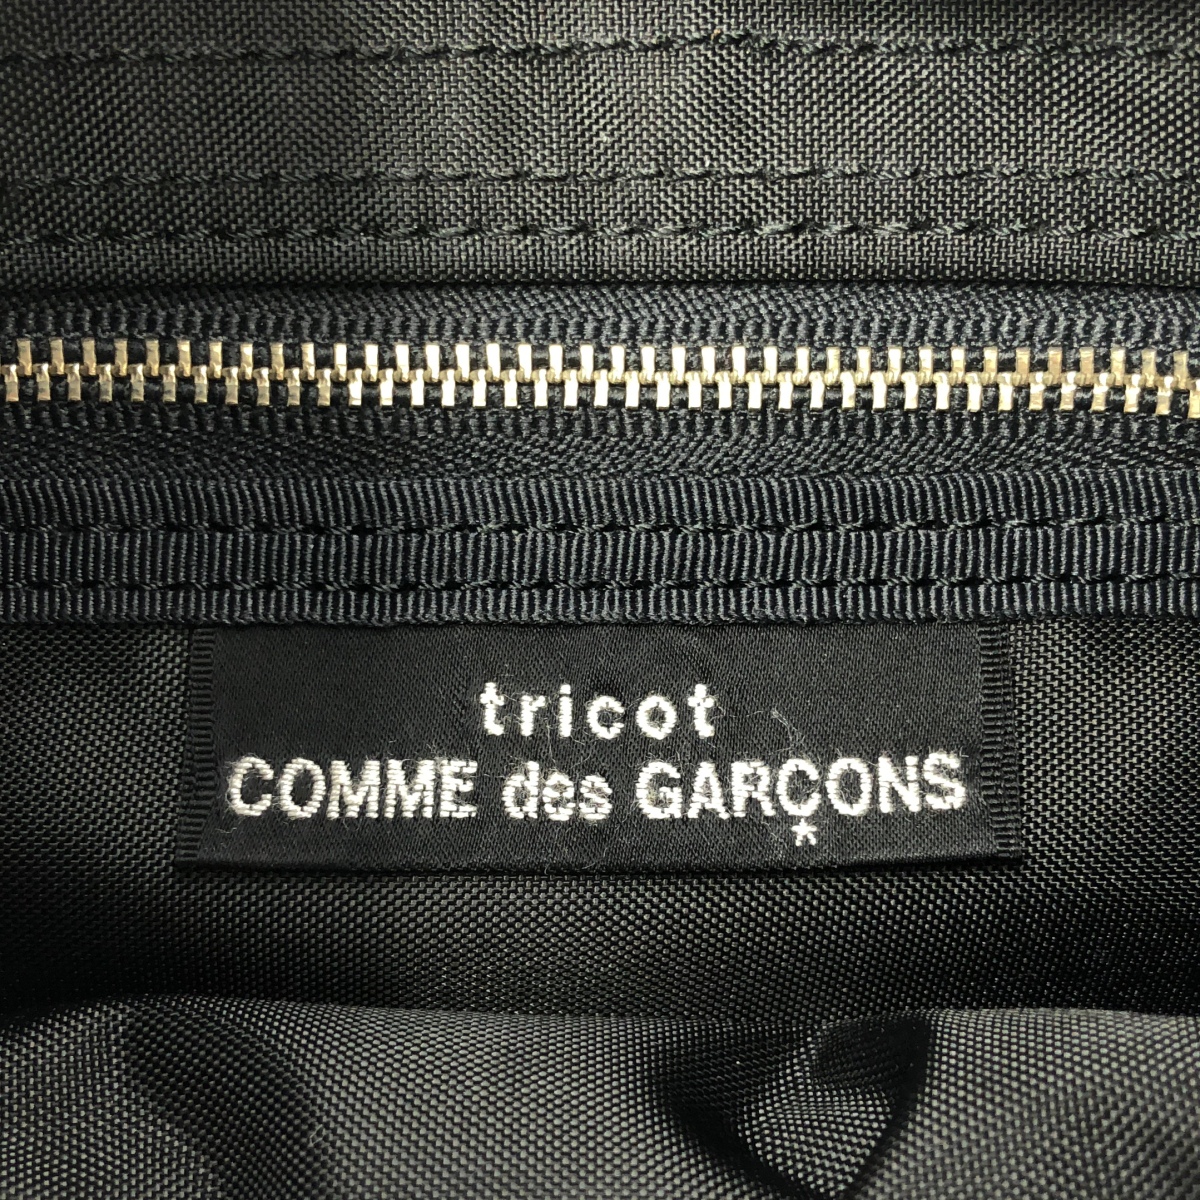 tricot
COMME des GARÇONS
*